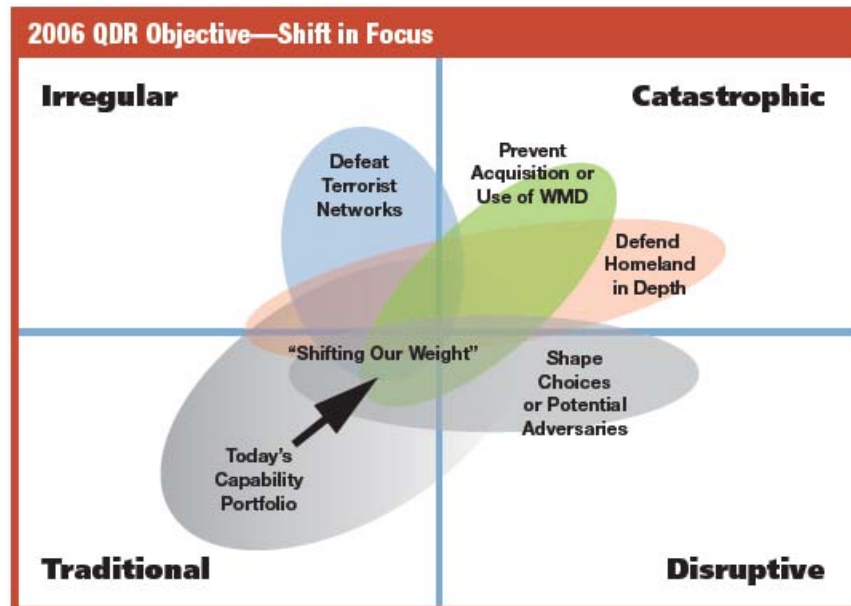 2006 QDR Objective—Shift in Focus
Irregular
Catastrophic
Defeat
Terrorist
Networks
Prevent
Acquisition or
Use of WMD
Defend
Homeland
in Depth
“Shifting Our Weight”
Shape
Choices
or Potential
Adversaries
Today’s
Capability
Portfolio
Traditional
Disruptive